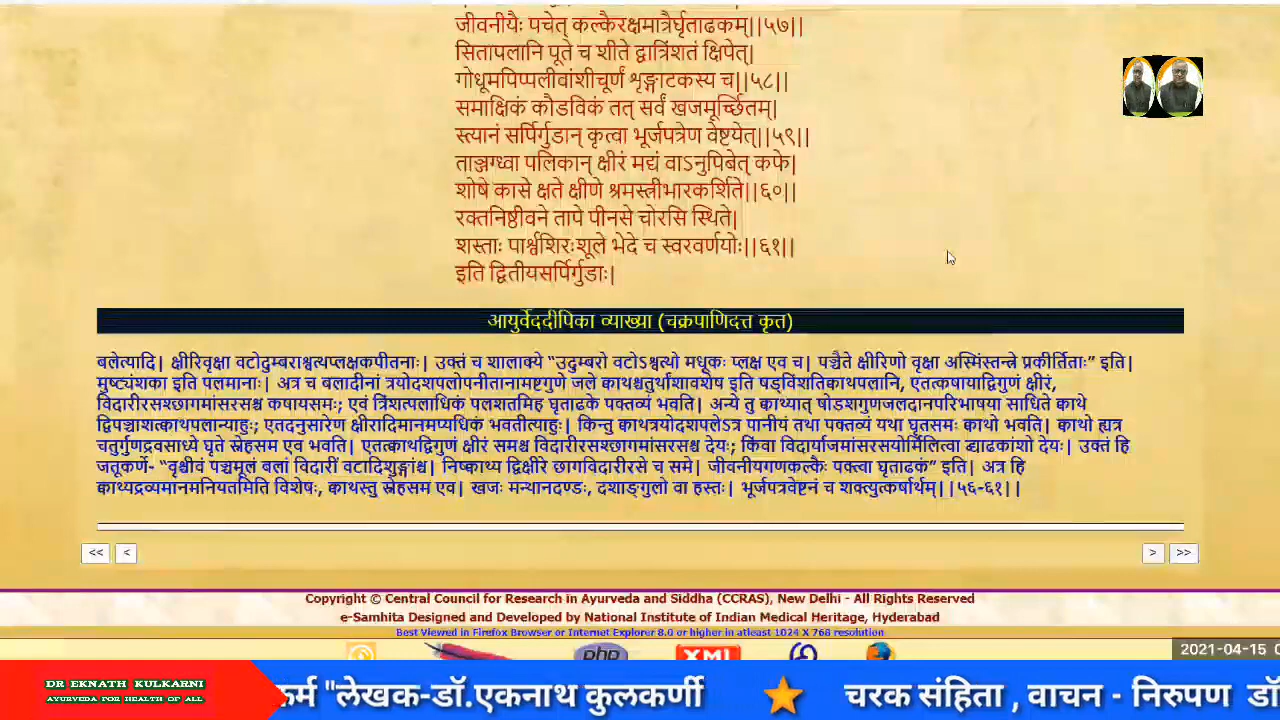 जीवनीयैः पचेत् कल्कैरक्षमात्रैर्घृताढकम्||५७||
सितापलानि पूते च शीते द्वात्रिंशतं क्षिपेत्|
गोधूमपिप्पलीवांशीचूर्णं शृङ्गाटकस्य च||५८||
समाक्षिकं कौडविकं तत् सर्वं खजमूर्च्छितम्|
स्त्यानं सर्पिर्गुडान् कृत्वा भूर्जपत्रेण वेष्टयेत्||५९||
ताञ्जग्ध्वा पलिकान् क्षीरं मद्यं वाऽनुपिबेत् कफे|
शोषे कासे क्षते क्षीणे श्रमस्त्रीभारकर्शिते||६०||
रक्तनिष्ठीवने तापे पीनसे चोरसि स्थिते|
शस्ताः पार्श्वशिरःशूले भेदे च स्वरवर्णयोः||६१||
इति द्वितीयसर्पिर्गुडाः|
आयुर्वेददीपिका व्याख्या (चक्रपाणिदत्त कृत)
बलेत्यादि| क्षीरिवृक्षा वटोदुम्बराश्वत्थप्लक्षकपीतनाः| उक्तं च शालाक्ये “उदुम्बरो वटोऽश्वत्थो मधूकः प्लक्ष एव च| पञ्चैते क्षीरिणो वृक्षा अस्मिंस्तन्त्रे प्रकीर्तिताः” इति|
मुष्ट्यंशका इति पलमानाः| अत्र च बलादीनां त्रयोदशपलोपनीतानामष्टगुणे जले क्वाथश्चतुर्थांशावशेष इति षड्विंशतिक्वाथपलानि, एतत्कषायाद्विगुणं क्षीरं,
विदारीरसश्छागमांसरसश्च कषायसमः; एवं त्रिंशत्पलाधिकं पलशतमिह घृताढके पक्तव्यं भवति| अन्ये तु क्वाथ्यात् षोडशगुणजलदानपरिभाषया साधिते क्वाथे
द्विपञ्चाशत्क्वाथपलान्याहुः; एतदनुसारेण क्षीरादिमानमप्यधिकं भवतीत्याहुः| किन्तु क्वाथत्रयोदशपलेऽत्र पानीयं तथा पक्तव्यं यथा घृतसमः क्वाथो भवति| क्वाथो ह्यत्र
चतुर्गुणद्रवसाध्ये घृते स्नेहसम एव भवति| एतत्क्वाथद्विगुणं क्षीरं समश्च विदारीरसश्छागमांसरसश्च देयः; किंवा विदार्याजमांसरसयोर्मिलित्वा द्व्याढकांशो देयः| उक्तं हि
जतूकर्णे- “वृश्चीवं पञ्चमूलं बलां विदारीं वटादिशुङ्गांश्च| निष्क्वाथ्य द्विक्षीरे छागविदारीरसे च समे| जीवनीयगणकल्कैः पक्त्वा घृताढकं” इति| अत्र हि
क्वाथ्यद्रव्यमानमनियतमिति विशेषः, क्वाथस्तु स्नेहसम एव| खजः मन्थानदण्डः, दशाङ्गुलो वा हस्तः| भूर्जपत्रवेष्टनं च शक्त्युत्कर्षार्थम्||५६-६१||
<< < > >>
Copyright © Central Council for Research in Ayurveda and Siddha (CCRAS), New Delhi - All Rights Reserved
e-Samhita Designed and Developed by National Institute of Indian Medical Heritage, Hyderabad
Best Viewed in Firefox Browser or Internet Explorer 8.0 or higher in atleast 1024 X 768 resolution
php XML
2021-04-15
DR EKNATH KULKARNI
AYURVEDA FOR HEALTH OF ALL
कर्म "लेखक-डॉ.एकनाथ कुलकर्णी चरक संहिता , वाचन - निरुपण डॉ